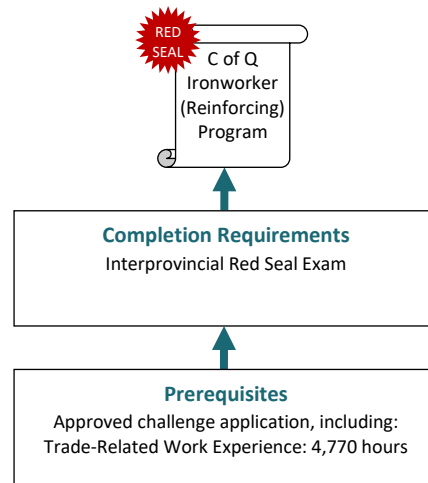 RED
SEAL
C of Q
Ironworker
(Reinforcing)
Program
Completion Requirements
Interprovincial Red Seal Exam
Prerequisites
Approved challenge application, including:
Trade-Related Work Experience: 4,770 hours